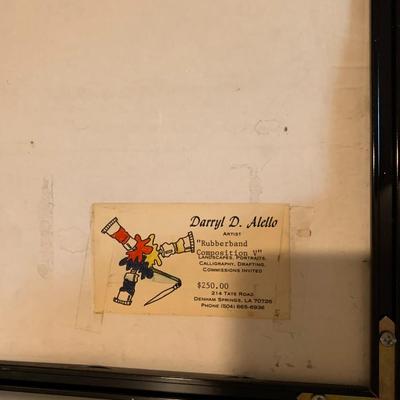 Darryl D. Alello
ARTIST
"Rubberband
Composition V"
LANDSCAPES, PORTRAITS,
CALLIGRAPHY, DRAFTING,
COMMISSIONS INVITED
$250.00
214 TATE ROAD
DENHAM SPRINGS, LA 70726
PHONE (504) 665-6936